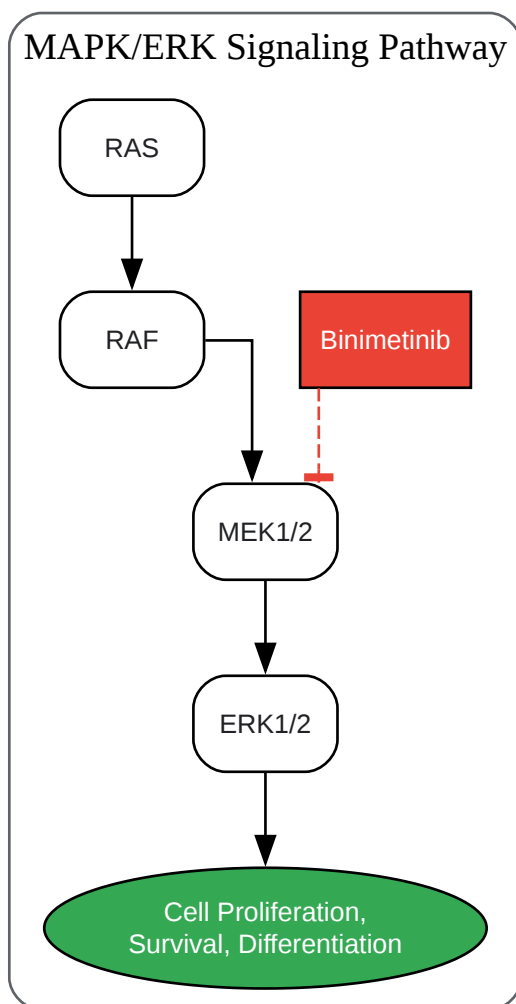 MAPK/ERK Signaling Pathway
RAS
RAF
Binimetinib
MEK1/2
ERK1/2
Cell Proliferation,
Survival, Differentiation